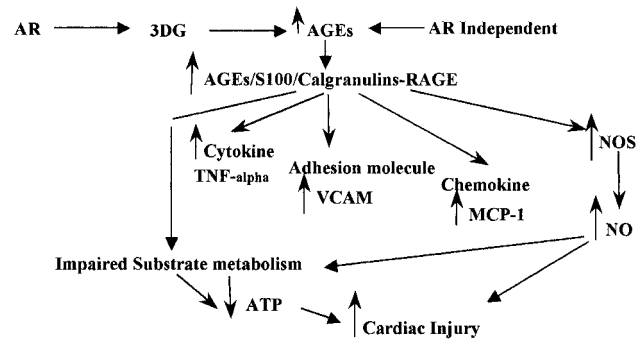 AR 3DG AGEs AR Independent
AGEs/S100/Calgranulins-RAGE
Cytokine
TNF-alpha
Adhesion molecule
VCAM
Chemokine
MCP-1
NOS
NO
Impaired Substrate metabolism
ATP
Cardiac Injury